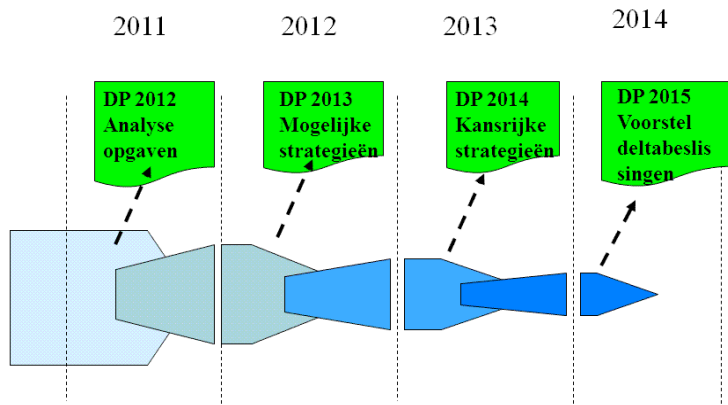 2011
2012
2013
2014
DP 2012
Analyse
opgaven
DP 2013
Mogelijke
strategieën
DP 2014
Kansrijke
strategieën
DP 2015
Voorstel
deltabeslis
singen